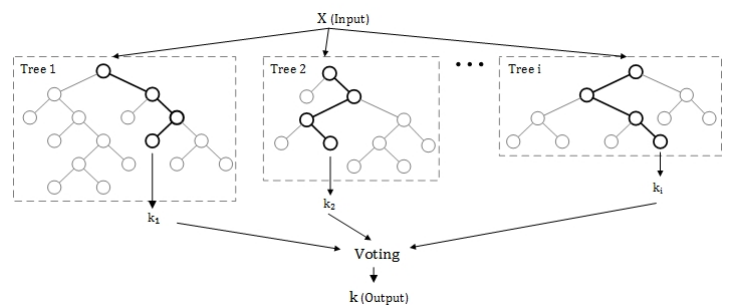 X (Input)
Tree 1
Tree 2
• • •
Tree i
k₁
k₂
kᵢ
Voting
k (Output)